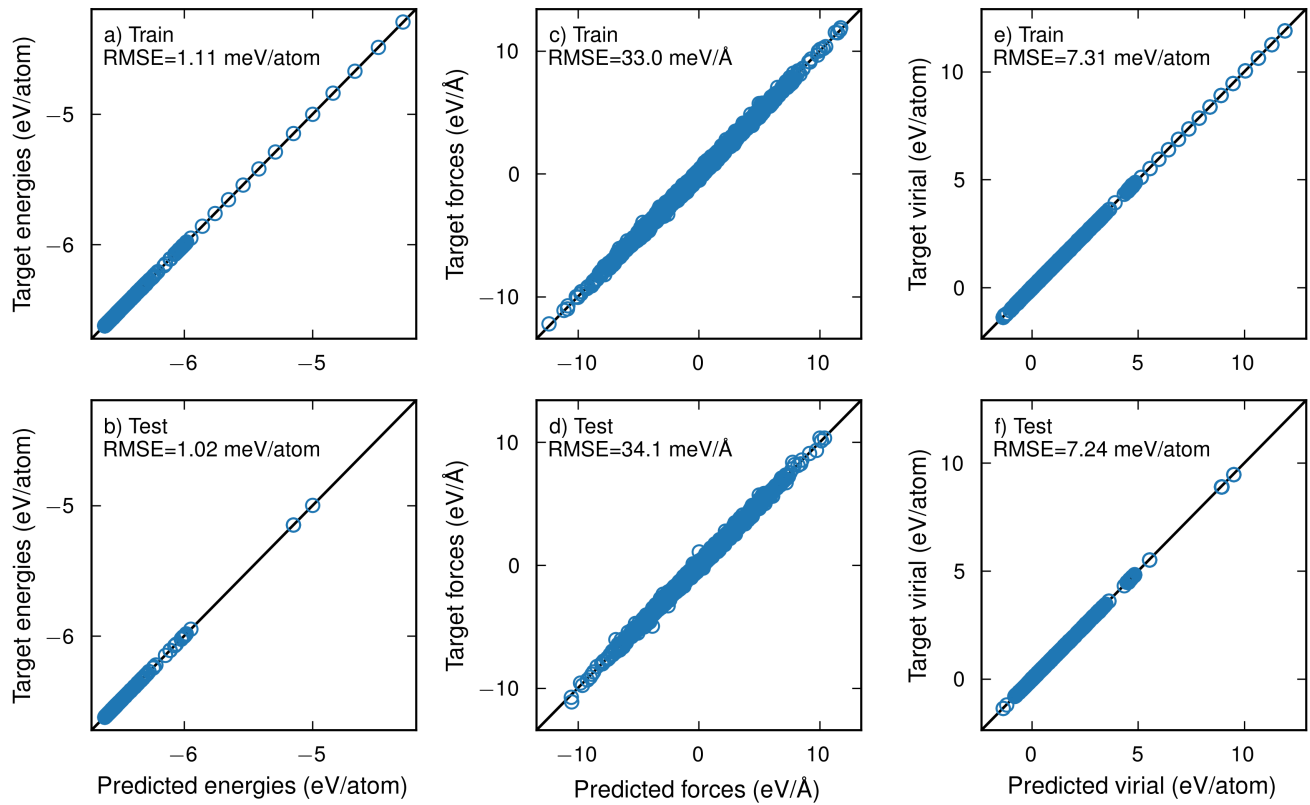 a) Train
RMSE=1.11 meV/atom
Target energies (eV/atom)
−5
−6
−6
−5
c) Train
RMSE=33.0 meV/Å
Target forces (eV/Å)
10
0
−10
−10
0
10
e) Train
RMSE=7.31 meV/atom
Target virial (eV/atom)
10
5
0
0
5
10
b) Test
RMSE=1.02 meV/atom
Target energies (eV/atom)
−5
−6
−6
−5
Predicted energies (eV/atom)
d) Test
RMSE=34.1 meV/Å
Target forces (eV/Å)
10
0
−10
−10
0
10
Predicted forces (eV/Å)
f) Test
RMSE=7.24 meV/atom
Target virial (eV/atom)
10
5
0
0
5
10
Predicted virial (eV/atom)